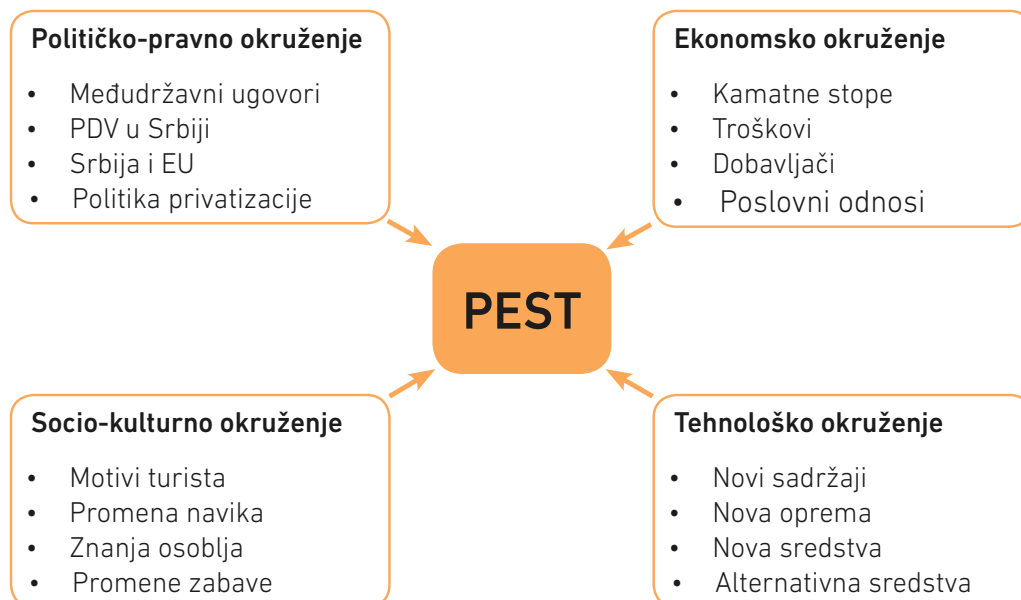 Političko-pravno okruženje
• Međudržavni ugovori
• PDV u Srbiji
• Srbija i EU
• Politika privatizacije
Ekonomsko okruženje
• Kamatne stope
• Troškovi
• Dobavljači
• Poslovni odnosi
PEST
Socio-kulturno okruženje
• Motivi turista
• Promena navika
• Znanja osoblja
• Promene zabave
Tehnološko okruženje
• Novi sadržaji
• Nova oprema
• Nova sredstva
• Alternativna sredstva